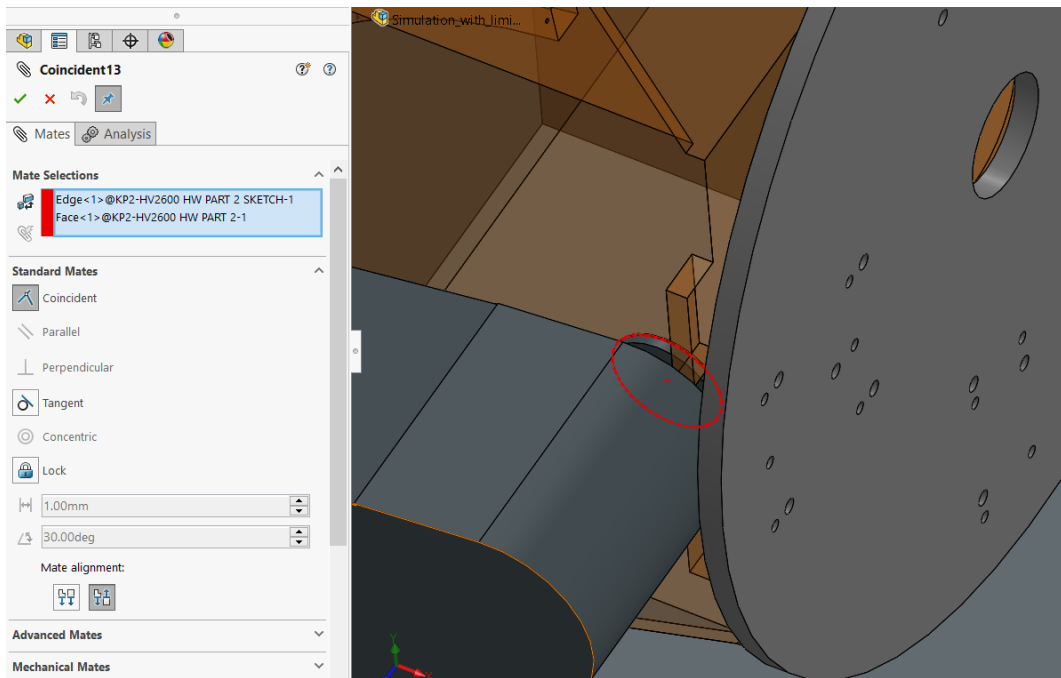 Simulation_with_limi...
Coincident13
Mates
Analysis
Mate Selections
Edge<1>@KP2-HV2600 HW PART 2 SKETCH-1
Face<1>@KP2-HV2600 HW PART 2-1
Standard Mates
Coincident
Parallel
Perpendicular
Tangent
Concentric
Lock
1.00mm
30.00deg
Mate alignment:
Advanced Mates
Mechanical Mates
Y